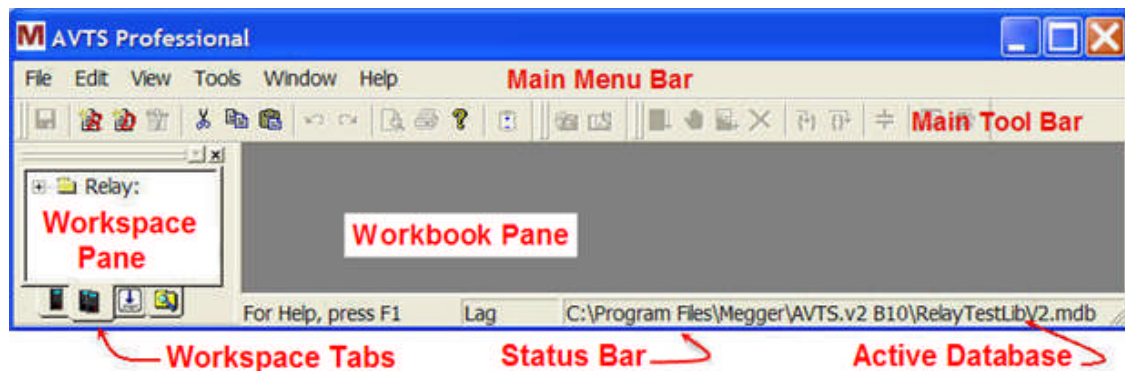 M AVTS Professional
File Edit View Tools Window Help Main Menu Bar
Main Tool Bar
Relay:
Workspace
Pane
Workbook Pane
For Help, press F1 Lag C:\Program Files\Megger\AVTS.v2 B10\RelayTestLibV2.mdb
Workspace Tabs Status Bar Active Database